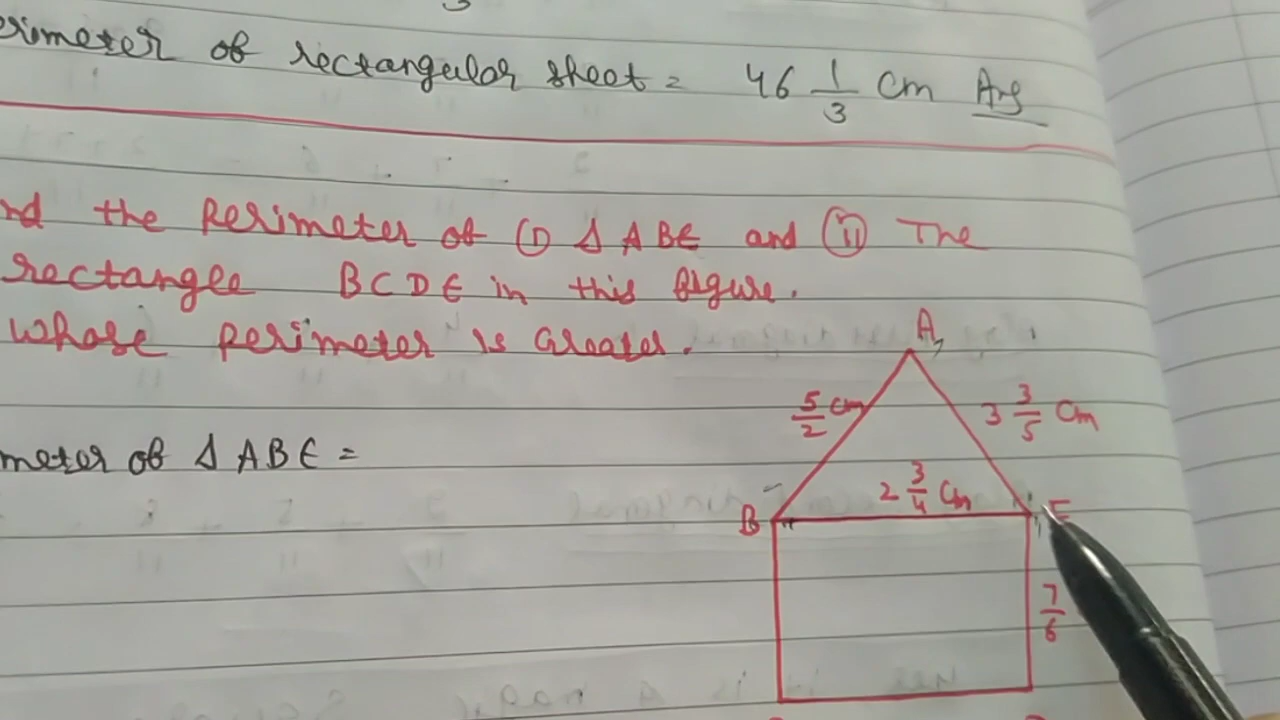 erimeter of rectangular sheet = 46 1/3 Cm Ans
nd the Perimeter of (i) Δ ABE and (ii) The
rectangle BCDE in this figure.
Whose perimeter is Greater.
A
5/2 cm
3 3/5 Cm
meter of Δ ABE =
2 3/4 Cm
B
E
7/6